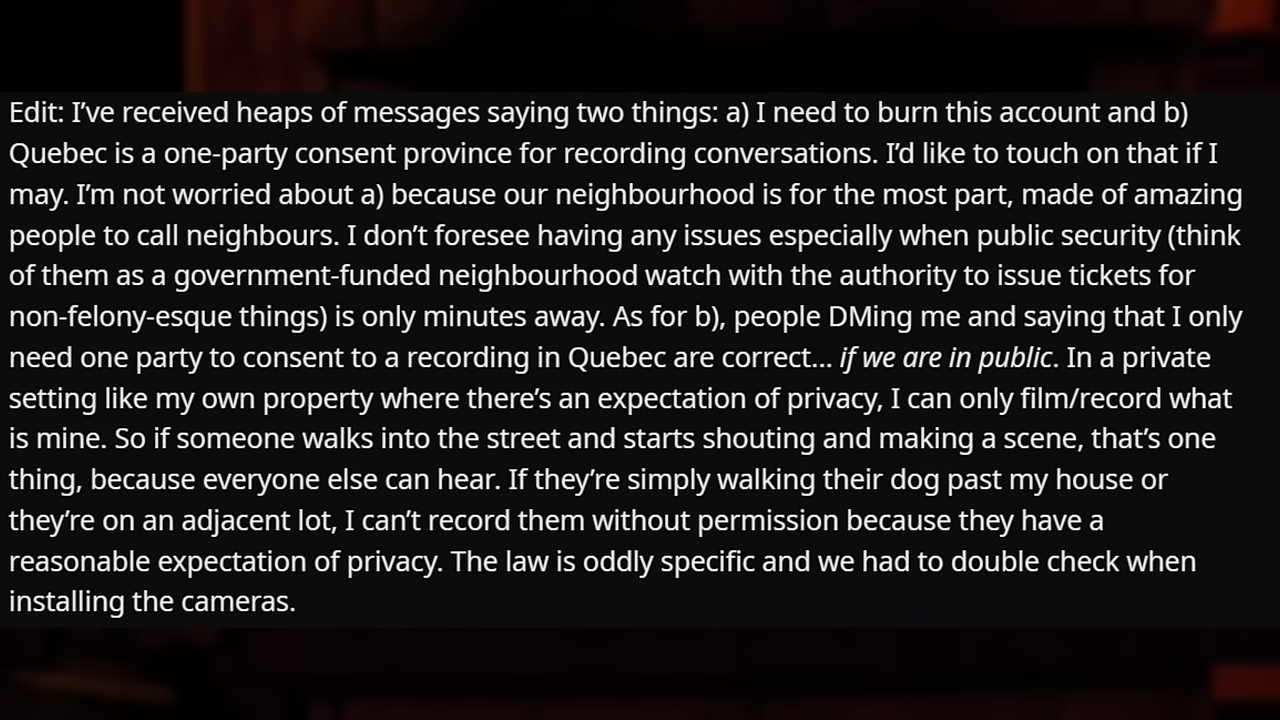 Edit: I’ve received heaps of messages saying two things: a) I need to burn this account and b)
Quebec is a one-party consent province for recording conversations. I’d like to touch on that if I
may. I’m not worried about a) because our neighbourhood is for the most part, made of amazing
people to call neighbours. I don’t foresee having any issues especially when public security (think
of them as a government-funded neighbourhood watch with the authority to issue tickets for
non-felony-esque things) is only minutes away. As for b), people DMing me and saying that I only
need one party to consent to a recording in Quebec are correct... if we are in public. In a private
setting like my own property where there’s an expectation of privacy, I can only film/record what
is mine. So if someone walks into the street and starts shouting and making a scene, that’s one
thing, because everyone else can hear. If they’re simply walking their dog past my house or
they’re on an adjacent lot, I can’t record them without permission because they have a
reasonable expectation of privacy. The law is oddly specific and we had to double check when
installing the cameras.